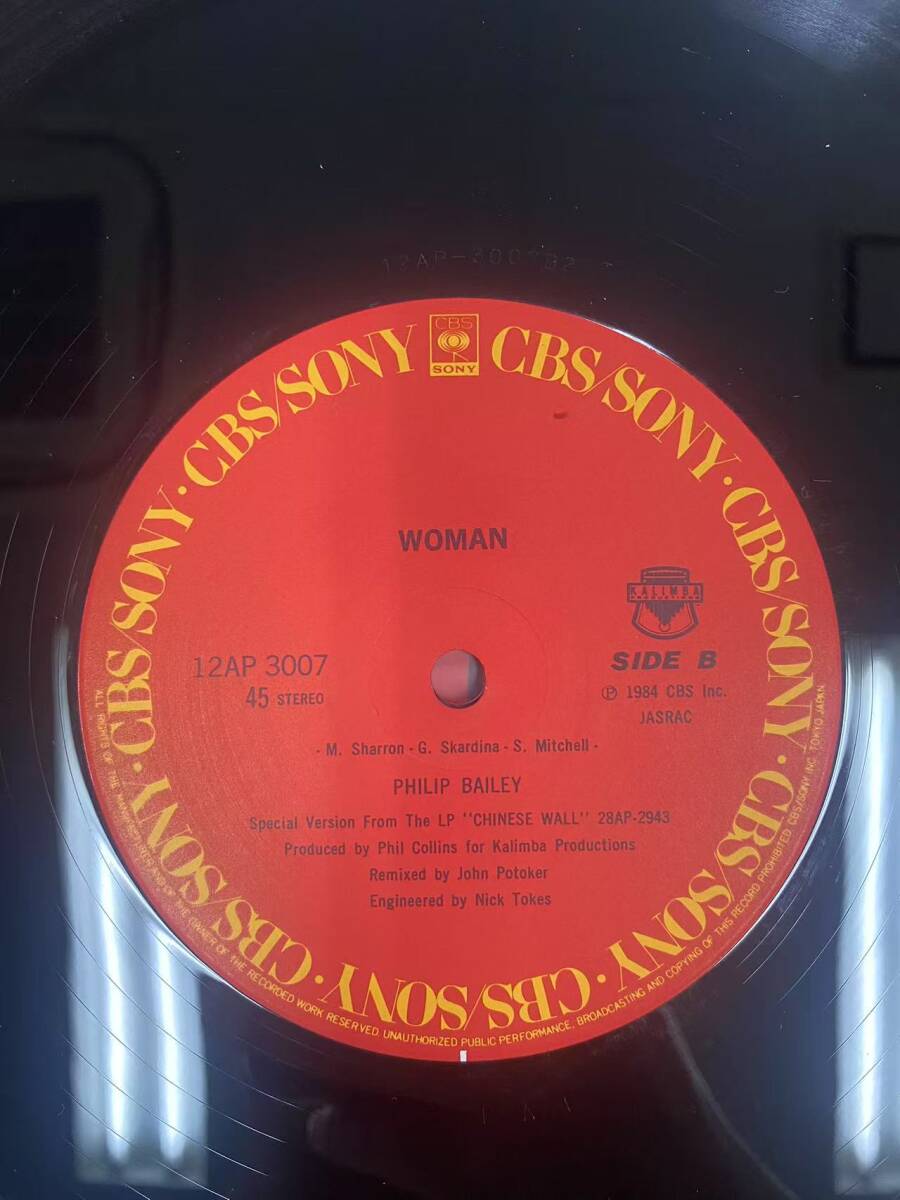 CBS
SONY
CBS/SONY · CBS/SONY · CBS/SONY · CBS/SONY · CBS/SONY · CBS/SONY · CBS/SONY · CBS/SONY
WOMAN
KALIMBA
PRODUCTIONS
12AP 3007
SIDE B
45 STEREO
Ⓟ 1984 CBS Inc.
JASRAC
- M. Sharron - G. Skardina - S. Mitchell -
PHILIP BAILEY
Special Version From The LP "CHINESE WALL" 28AP-2943
Produced by Phil Collins for Kalimba Productions
Remixed by John Potoker
Engineered by Nick Tokes
ALL RIGHTS OF THE MANUFACTURER AND OF THE OWNER OF THE RECORDED WORK RESERVED. UNAUTHORIZED PUBLIC PERFORMANCE, BROADCASTING AND COPYING OF THIS RECORD PROHIBITED CBS/SONY INC. TOKYO JAPAN